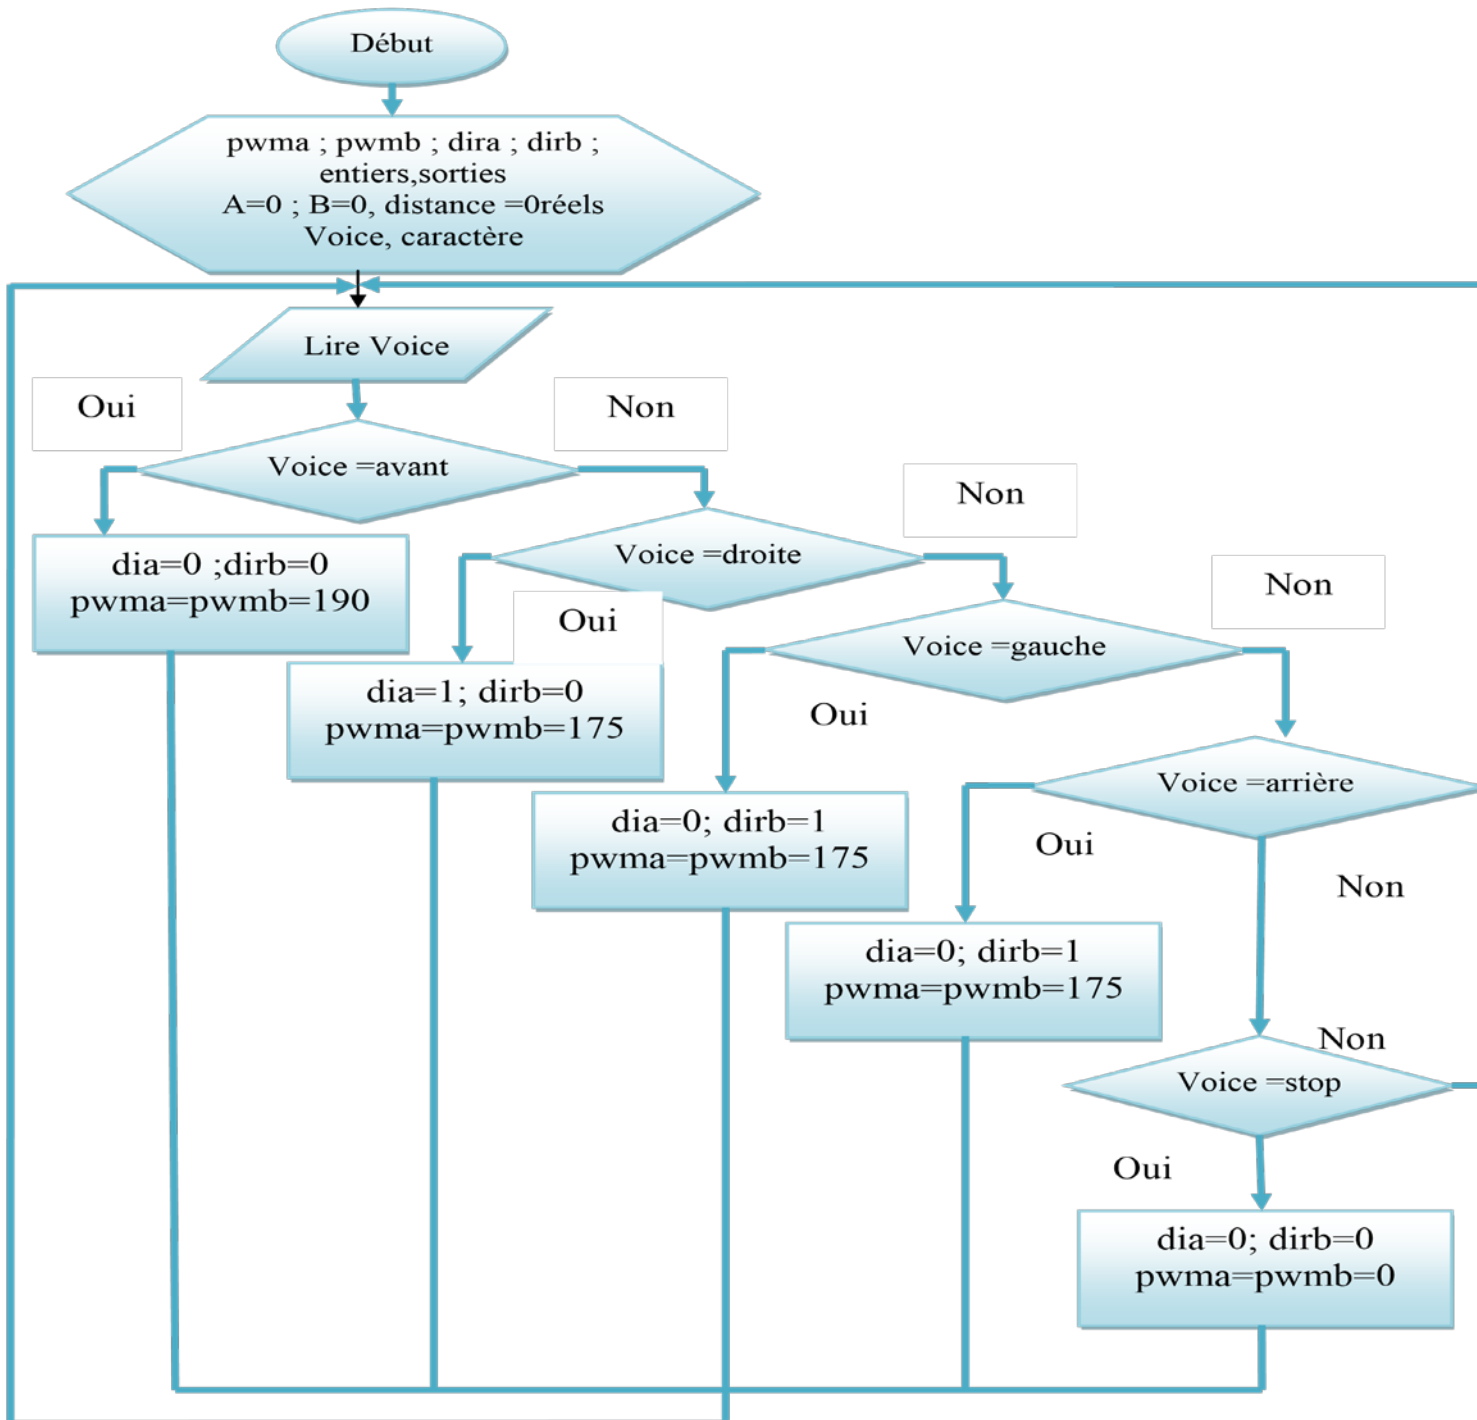 Début
pwma ; pwmb ; dira ; dirb ;
entiers,sorties
A=0 ; B=0, distance =0réels
Voice, caractère
Lire Voice
Oui
Non
Voice =avant
Non
dia=0 ;dirb=0
pwma=pwmb=190
Voice =droite
Non
Oui
Voice =gauche
dia=1; dirb=0
pwma=pwmb=175
Oui
Voice =arrière
dia=0; dirb=1
pwma=pwmb=175
Oui
Non
dia=0; dirb=1
pwma=pwmb=175
Non
Voice =stop
Oui
dia=0; dirb=0
pwma=pwmb=0